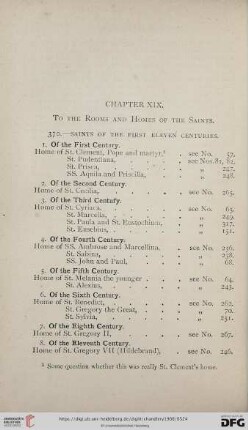 CHAPTER XIX.
To the Rooms and Homes of the Saints.
370.—SAINTS OF THE FIRST ELEVEN CENTURIES.
1. Of the First Century.
Home of St. Clement, Pope and martyr,¹ . see No. 59.
St. Pudentiana, . . . see Nos. 81, 82.
St. Prisca, . . . . „ 227.
SS. Aquila and Priscilla, . . „ 228.
2. Of the Second Century.
Home of St. Cecilia, . . . . see No. 265.
3. Of the Third Century.
Home of St. Cyriaca, . . . . see No. 65.
St. Marcella, . . . . „ 249.
St. Paula and St. Eustochium, . „ 317.
St. Eusebius, . . . . „ 151.
4. Of the Fourth Century.
Home of SS. Ambrose and Marcellina, . see No. 236.
St. Sabina, . . . . „ 238.
SS. John and Paul, . . . „ 68.
5. Of the Fifth Century.
Home of St. Melania the younger . . see No. 64.
St. Alexius, . . . . „ 243.
6. Of the Sixth Century.
Home of St. Benedict, . . . see No. 262.
St. Gregory the Great, . . „ 70.
St. Sylvia, . . . . „ 231.
7. Of the Eighth Century.
Home of St. Gregory II, . . . see No. 267.
8. Of the Eleventh Century.
Home of St. Gregory VII (Hildebrand), . see No. 246.
¹ Some question whether this was really St. Clement's house.